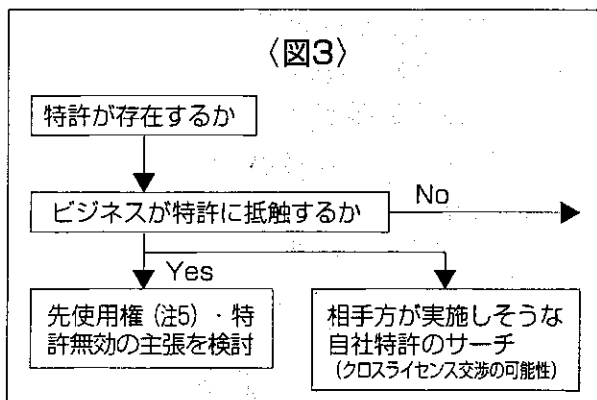 〈図3〉
特許が存在するか
ビジネスが特許に抵触するか
No
Yes
先使用権 (注5) ・特
許無効の主張を検討
相手方が実施しそうな
自社特許のサーチ
(クロスライセンス交渉の可能性)